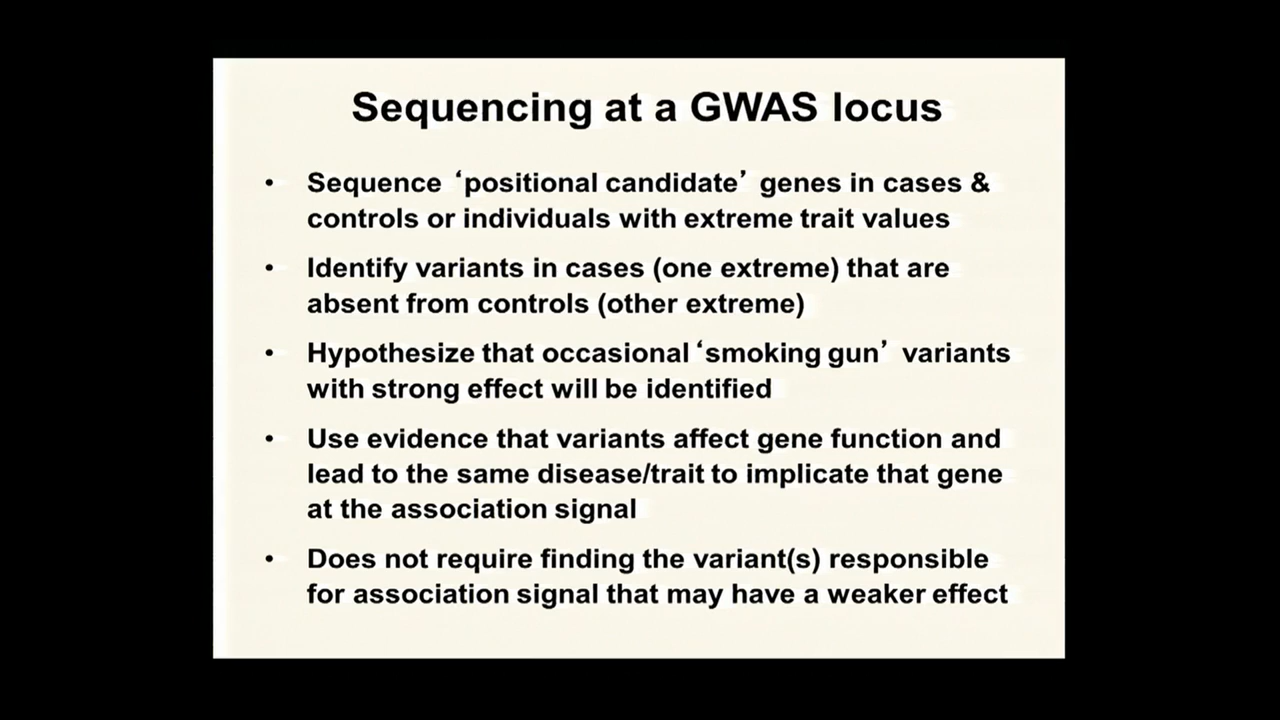 Sequencing at a GWAS locus
• Sequence ‘positional candidate’ genes in cases &
controls or individuals with extreme trait values
• Identify variants in cases (one extreme) that are
absent from controls (other extreme)
• Hypothesize that occasional ‘smoking gun’ variants
with strong effect will be identified
• Use evidence that variants affect gene function and
lead to the same disease/trait to implicate that gene
at the association signal
• Does not require finding the variant(s) responsible
for association signal that may have a weaker effect